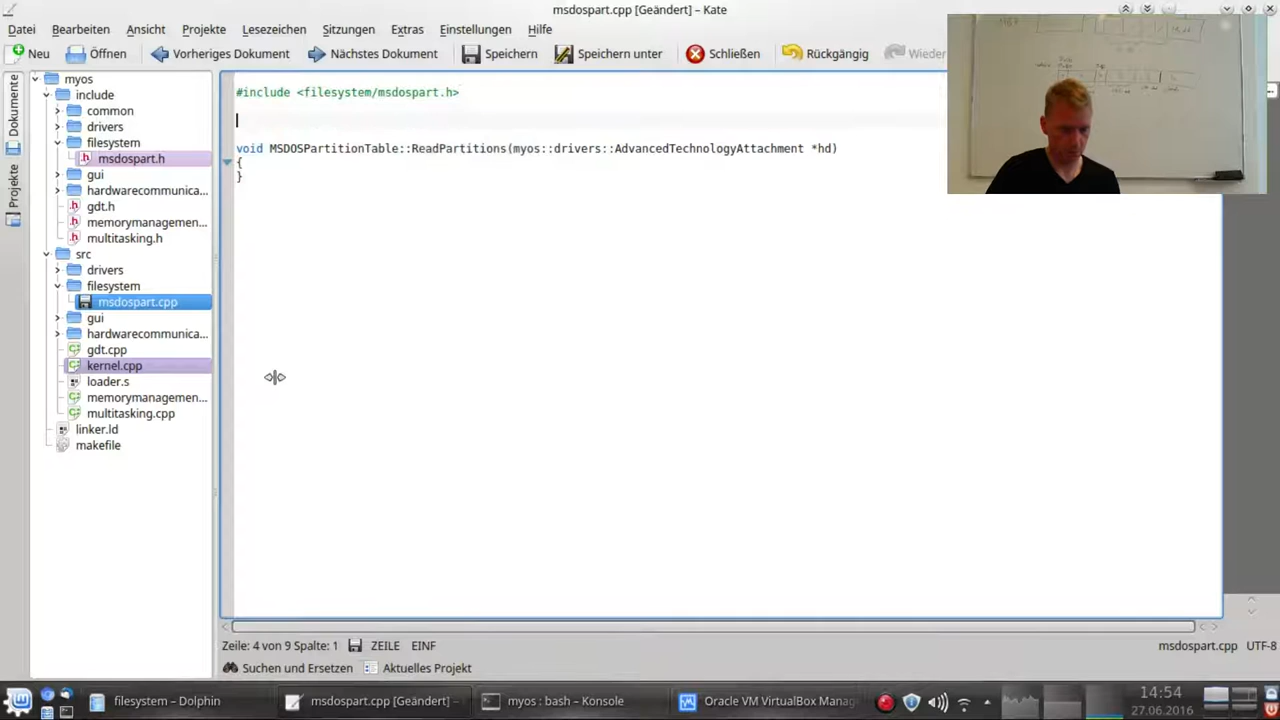 msdospart.cpp [Geändert] – Kate
Datei Bearbeiten Ansicht Projekte Lesezeichen Sitzungen Extras Einstellungen Hilfe
Neu Öffnen Vorheriges Dokument Nächstes Dokument Speichern Speichern unter Schließen Rückgängig Wieder
Dokumente
Projekte
myos
include
common
drivers
filesystem
msdospart.h
gui
hardwarecommunica...
gdt.h
memorymanagemen...
multitasking.h
src
drivers
filesystem
msdospart.cpp
gui
hardwarecommunica...
gdt.cpp
kernel.cpp
loader.s
memorymanagemen...
multitasking.cpp
linker.ld
makefile
#include <filesystem/msdospart.h>
void MSDOSPartitionTable::ReadPartitions(myos::drivers::AdvancedTechnologyAttachment *hd)
{
}
Zeile: 4 von 9 Spalte: 1 ZEILE EINF msdospart.cpp UTF-8
Suchen und Ersetzen Aktuelles Projekt
filesystem – Dolphin msdospart.cpp [Geändert] – myos : bash – Konsole Oracle VM VirtualBox Manag 14:54
27.06.2016